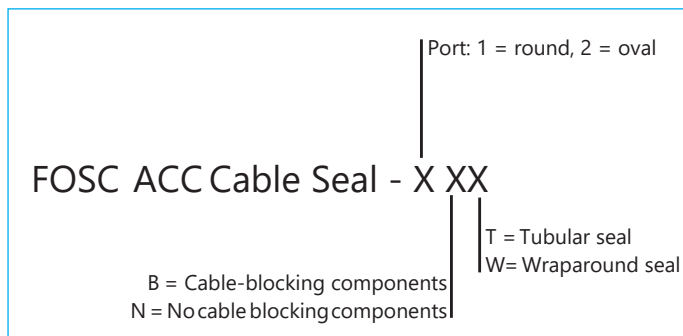 Port: 1 = round, 2 = oval
FOSC ACC Cable Seal - X XX
T = Tubular seal
W= Wraparound seal
B = Cable-blocking components
N = No cable blocking components